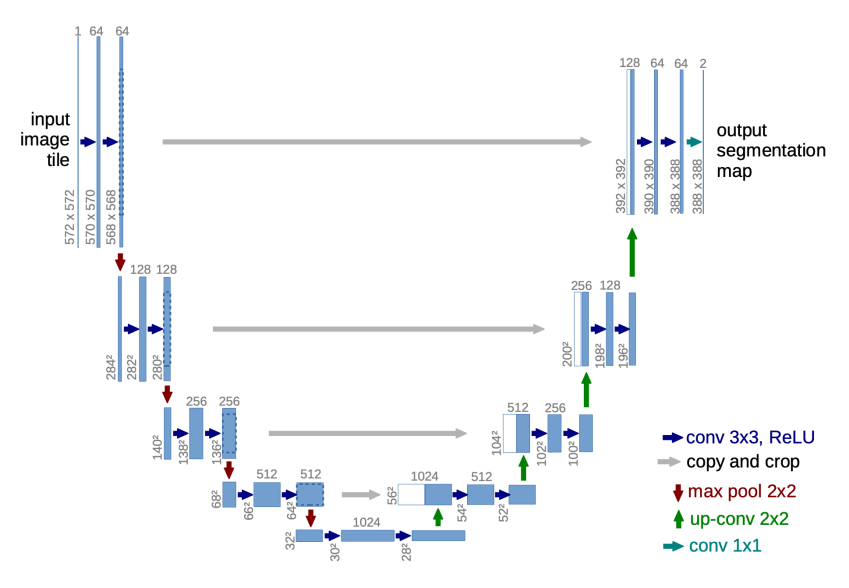 1 64 64
128 64 64 2
input
image
tile
output
segmentation
map
572 x 572
570 x 570
568 x 568
392 x 392
390 x 390
388 x 388
388 x 388
128 128
256 128
284²
282²
280²
200²
198²
196²
256 256
512 256
140²
138²
136²
104²
102²
100²
512 512
1024 512
68²
66²
64²
56²
54²
52²
1024
32²
30²
28²
conv 3x3, ReLU
copy and crop
max pool 2x2
up-conv 2x2
conv 1x1